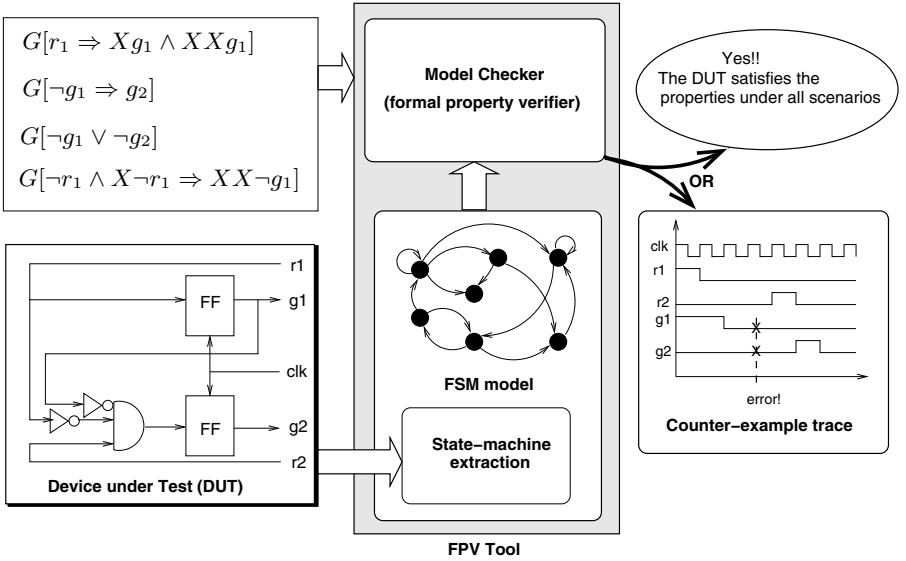 G[r₁ ⇒ Xg₁ ∧ XXg₁]
G[¬g₁ ⇒ g₂]
G[¬g₁ ∨ ¬g₂]
G[¬r₁ ∧ X¬r₁ ⇒ XX¬g₁]
Model Checker
(formal property verifier)
Yes!!
The DUT satisfies the
properties under all scenarios
OR
r1
FF
g1
clk
FF
g2
r2
Device under Test (DUT)
FSM model
State-machine
extraction
FPV Tool
clk
r1
r2
g1
X
g2
X
error!
Counter-example trace